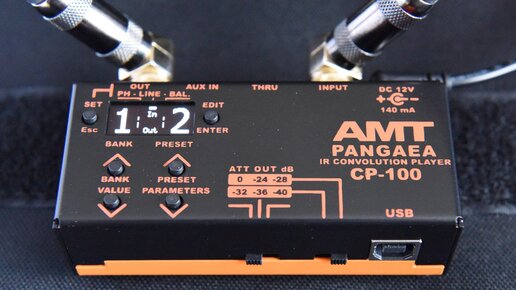 OUT AUX IN THRU INPUT DC 12V
PH - LINE - BAL.
140 mA
SET EDIT
Esc ENTER
In
1 2
Out
BANK PRESET
BANK PRESET
VALUE PARAMETERS
ATT OUT dB
0 -24 -28
-32 -36 -40
AMT
PANGAEA
IR CONVOLUTION PLAYER
CP-100
USB